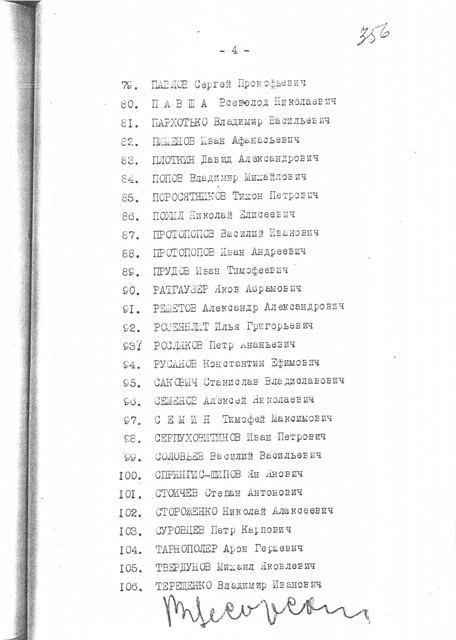 356
- 4 -
79. ПАВЛОВ Сергей Прокофьевич
80. П А В Ш А Всеволод Николаевич
81. ПАРХОТЬКО Владимир Васильевич
82. ПИМЕНОВ Иван Афанасьевич
83. ПЛОТКИН Давид Александрович
84. ПОПОВ Владимир Михайлович
85. ПОРОСЯТНИКОВ Тихон Петрович
86. ПОХИЛ Николай Елисеевич
87. ПРОТОПОПОВ Василий Иванович
88. ПРОТОПОПОВ Иван Андреевич
89. ПРУДОВ Иван Тимофеевич
90. РАТГАУЗЕР Яков Абрамович
91. РЕШЕТОВ Александр Александрович
92. РОЗЕНБЛИТ Илья Григорьевич
93. РОСЛЯКОВ Петр Ананьевич
94. РУСАНОВ Константин Ефимович
95. САКОВИЧ Станислав Владиславович
96. СЕМЕНОВ Алексей Николаевич
97. С Е М И Н Тимофей Максимович
98. СЕРПУХОВИТИНОВ Иван Петрович
99. СОЛОВЬЕВ Василий Васильевич
100. СПРИНГИС-ШИПОВ Ян Янович
101. СТОИЧЕВ Степан Антонович
102. СТОРОЖЕНКО Николай Алаксеевич
103. СУРОВЦЕВ Петр Карпович
104. ТАРНОПОЛЕР Арон Гершевич
105. ТВЕРДУНОВ Михаил Яковлевич
106. ТЕРЕЩЕНКО Владимир Иванович